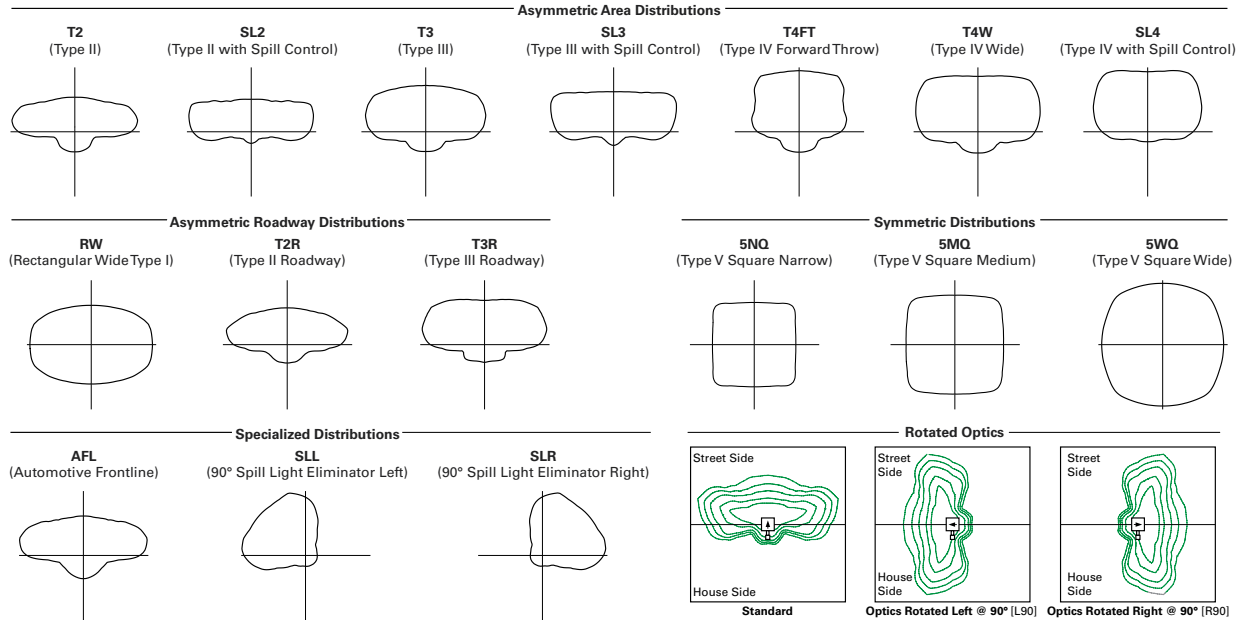 Asymmetric Area Distributions
T2
(Type II)
SL2
(Type II with Spill Control)
T3
(Type III)
SL3
(Type III with Spill Control)
T4FT
(Type IV Forward Throw)
T4W
(Type IV Wide)
SL4
(Type IV with Spill Control)
Asymmetric Roadway Distributions
RW
(Rectangular Wide Type I)
T2R
(Type II Roadway)
T3R
(Type III Roadway)
Symmetric Distributions
5NQ
(Type V Square Narrow)
5MQ
(Type V Square Medium)
5WQ
(Type V Square Wide)
Specialized Distributions
AFL
(Automotive Frontline)
SLL
(90° Spill Light Eliminator Left)
SLR
(90° Spill Light Eliminator Right)
Rotated Optics
Street Side
House Side
Standard
Street
Side
House
Side
Optics Rotated Left @ 90° [L90]
Street
Side
House
Side
Optics Rotated Right @ 90° [R90]